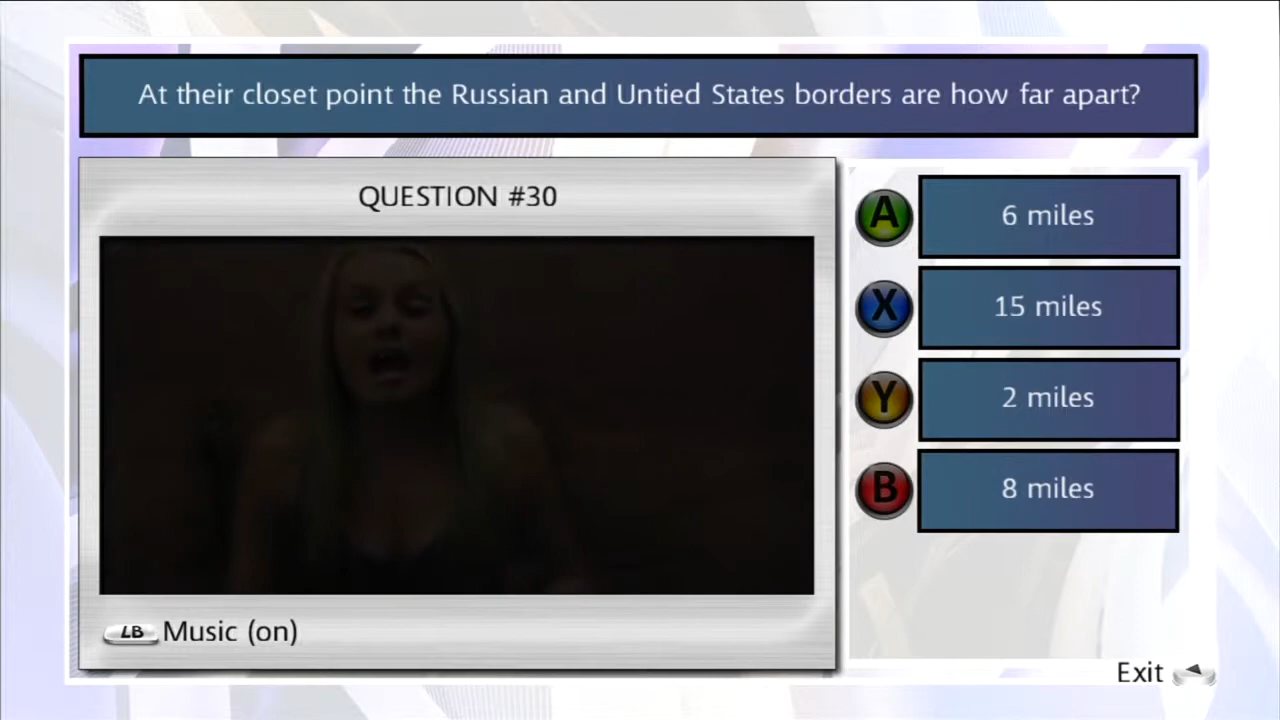 At their closet point the Russian and Untied States borders are how far apart?
QUESTION #30
A 6 miles
X 15 miles
Y 2 miles
B 8 miles
LB Music (on)
Exit